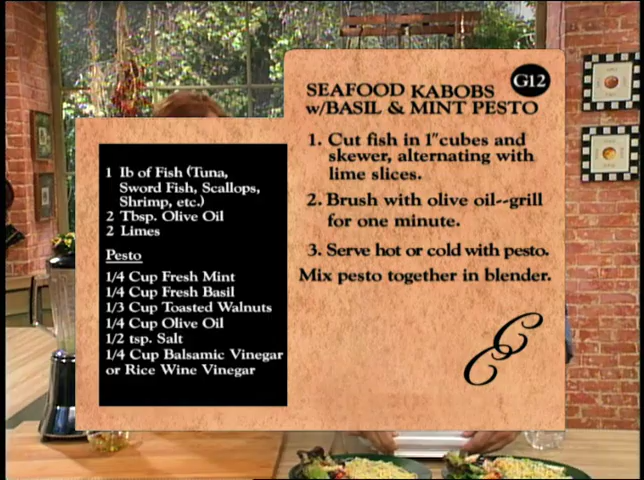 G12
SEAFOOD KABOBS
w/BASIL & MINT PESTO
1 lb of Fish (Tuna,
Sword Fish, Scallops,
Shrimp, etc.)
2 Tbsp. Olive Oil
2 Limes
Pesto
1/4 Cup Fresh Mint
1/4 Cup Fresh Basil
1/3 Cup Toasted Walnuts
1/4 Cup Olive Oil
1/2 tsp. Salt
1/4 Cup Balsamic Vinegar
or Rice Wine Vinegar
1. Cut fish in 1" cubes and
skewer, alternating with
lime slices.
2. Brush with olive oil--grill
for one minute.
3. Serve hot or cold with pesto.
Mix pesto together in blender.